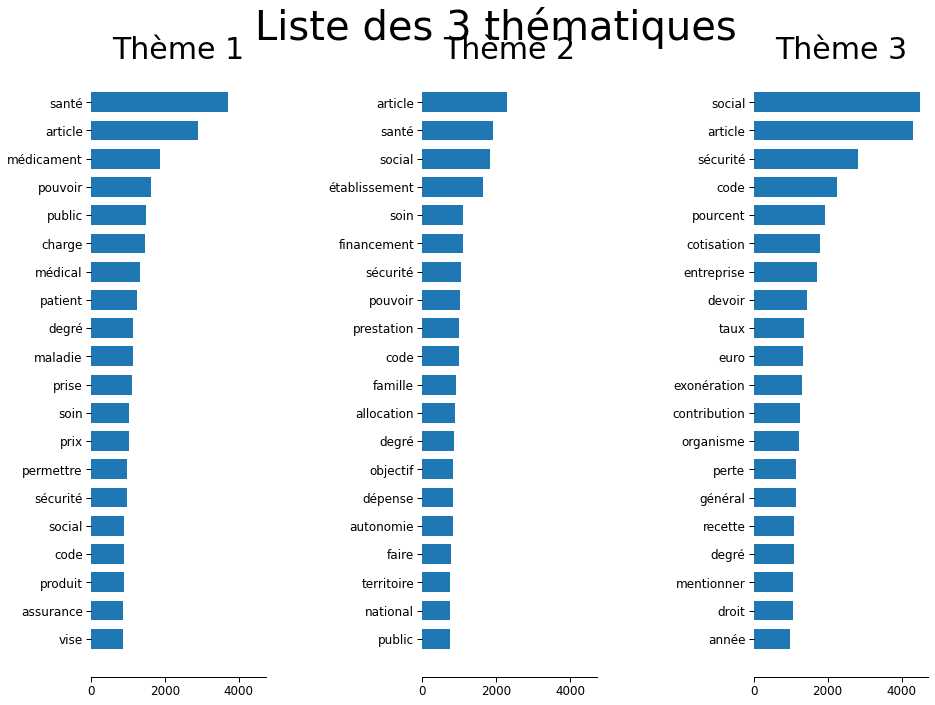 Liste des 3 thématiques
Thème 1
santé
article
médicament
pouvoir
public
charge
médical
patient
degré
maladie
prise
soin
prix
permettre
sécurité
social
code
produit
assurance
vise
0 2000 4000
Thème 2
article
santé
social
établissement
soin
financement
sécurité
pouvoir
prestation
code
famille
allocation
degré
objectif
dépense
autonomie
faire
territoire
national
public
0 2000 4000
Thème 3
social
article
sécurité
code
pourcent
cotisation
entreprise
devoir
taux
euro
exonération
contribution
organisme
perte
général
recette
degré
mentionner
droit
année
0 2000 4000